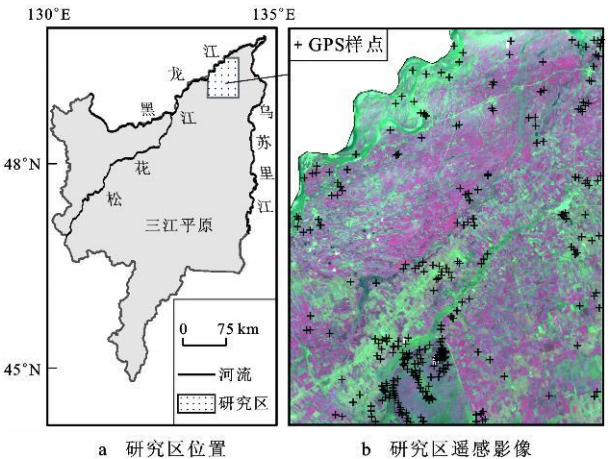 130°E
135°E
+ GPS样点
黑龙江
松花江
乌苏里江
48°N
三江平原
0 75 km
河流
研究区
45°N
a 研究区位置
b 研究区遥感影像